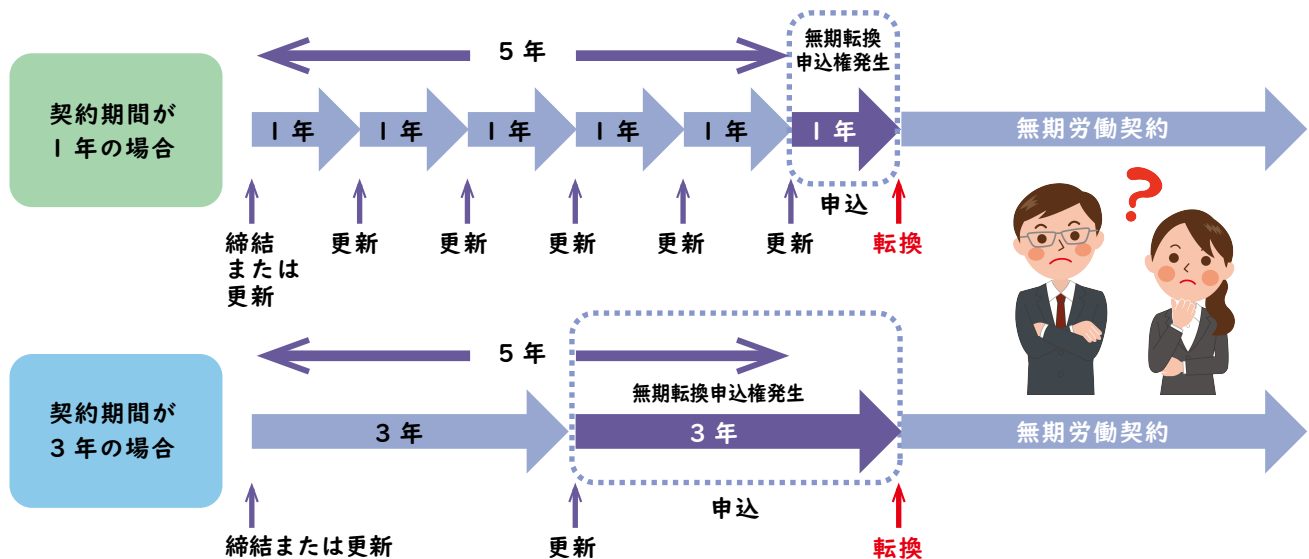 契約期間が
1年の場合
5年
無期転換
申込権発生
1年
1年
1年
1年
1年
1年
無期労働契約
申込
締結
または
更新
更新
更新
更新
更新
更新
転換
?
契約期間が
3年の場合
5年
無期転換申込権発生
3年
3年
無期労働契約
申込
締結または更新
更新
転換